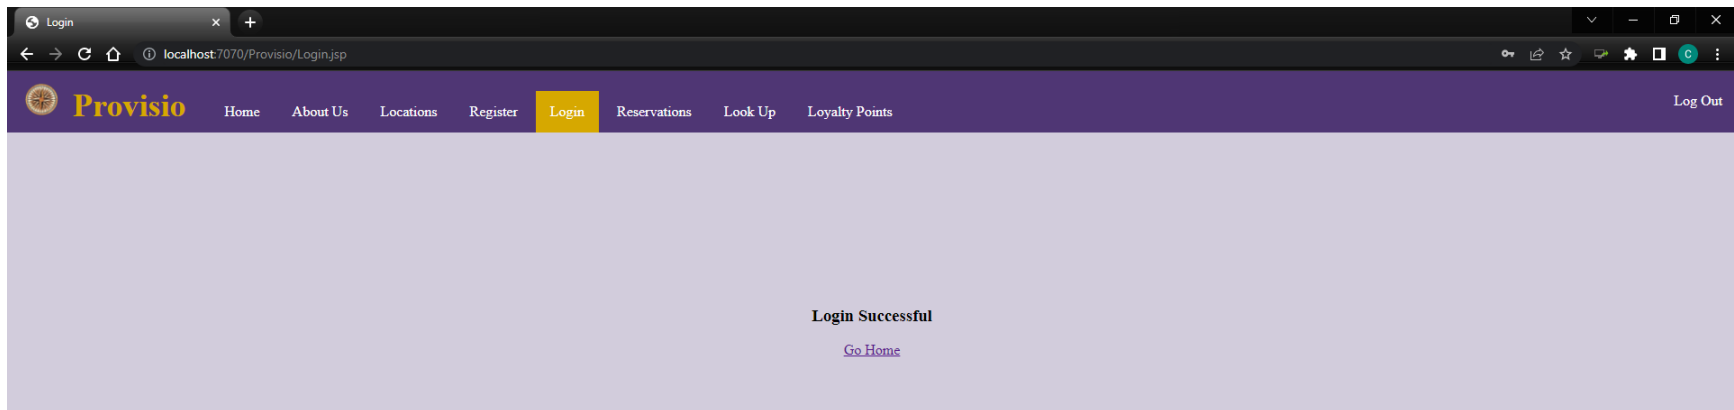 Login
localhost:7070/Provisio/Login.jsp
C
Provisio Home About Us Locations Register Login Reservations Look Up Loyalty Points Log Out
Login Successful
Go Home